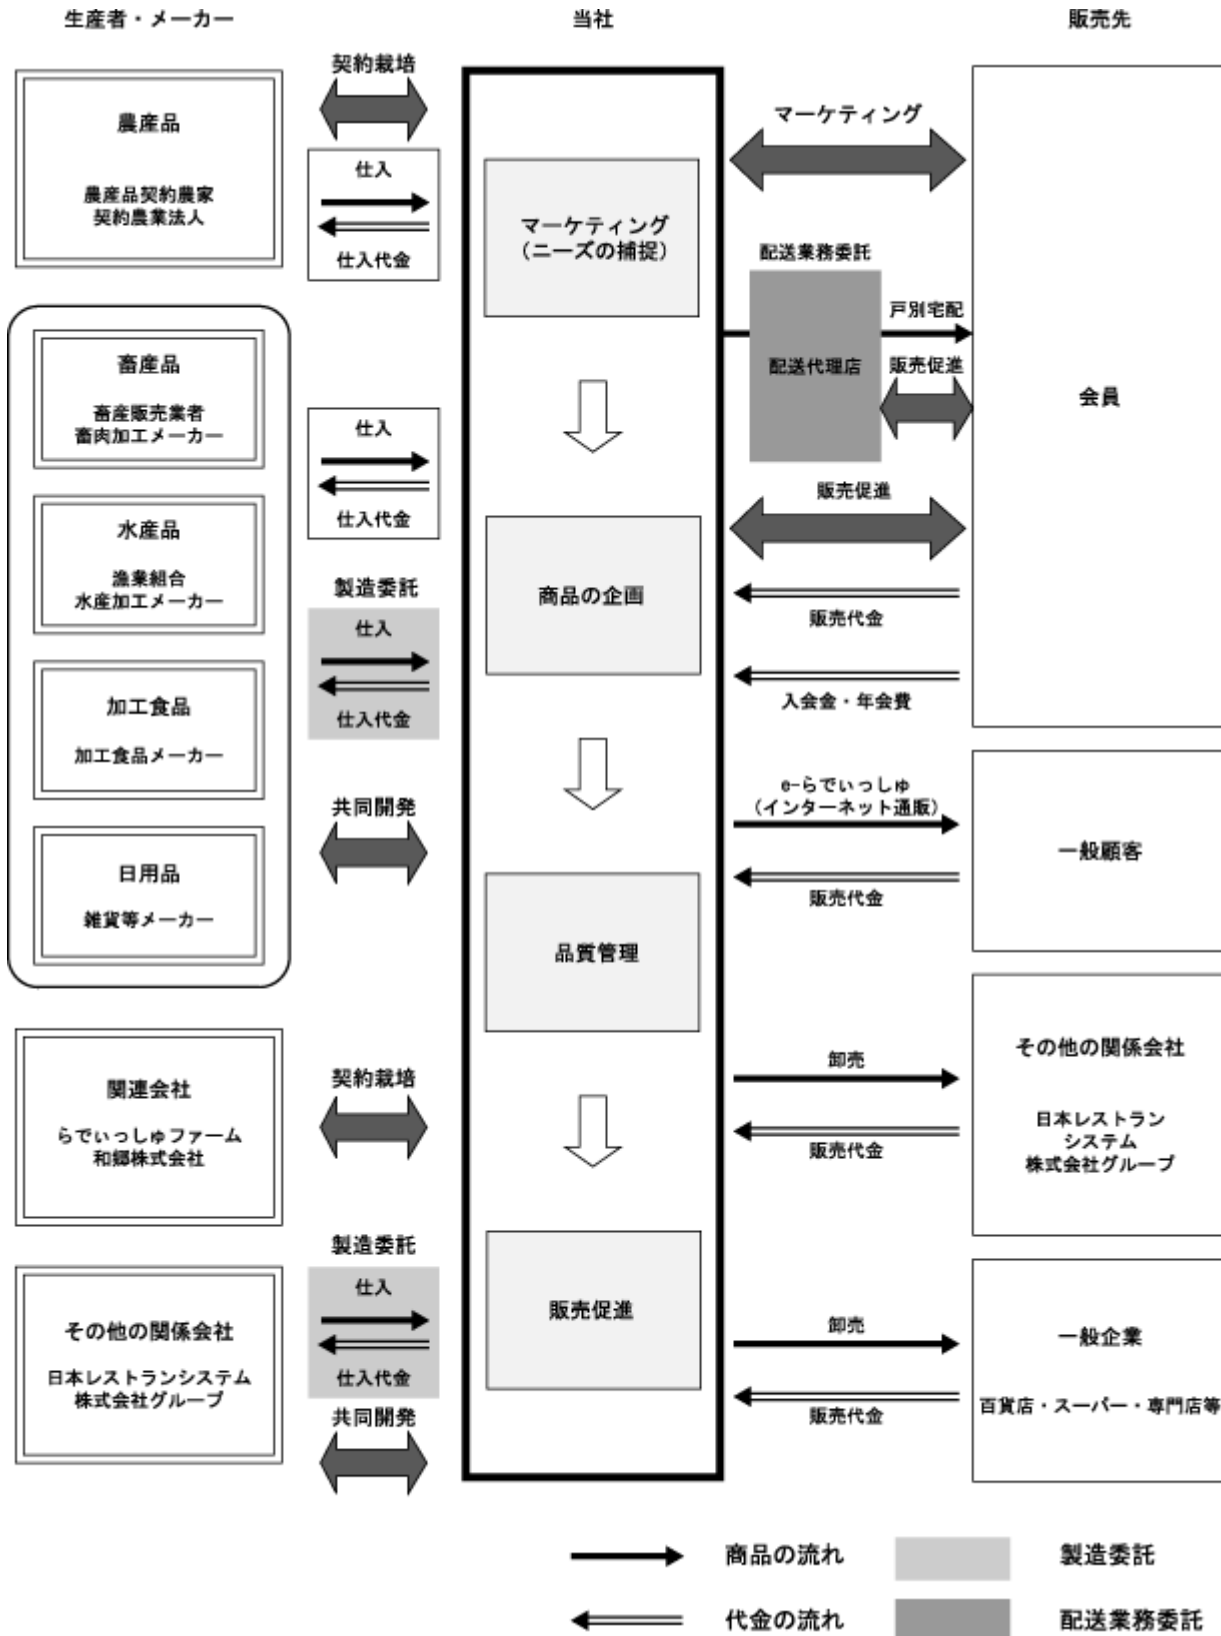 生産者・メーカー
農産品
農産品契約農家
契約農業法人
畜産品
畜産販売業者
畜肉加工メーカー
水産品
漁業組合
水産加工メーカー
加工食品
加工食品メーカー
日用品
雑貨等メーカー
関連会社
らでぃっしゅファーム
和郷株式会社
その他の関係会社
日本レストランシステム
株式会社グループ
契約栽培
仕入
仕入代金
仕入
仕入代金
製造委託
仕入
仕入代金
共同開発
契約栽培
製造委託
仕入
仕入代金
共同開発
当社
マーケティング
(ニーズの捕捉)
商品の企画
品質管理
販売促進
マーケティング
配送業務委託
配送代理店
戸別宅配
販売促進
販売促進
販売代金
入会金・年会費
e-らでぃっしゅ
(インターネット通販)
販売代金
卸売
販売代金
卸売
販売代金
販売先
会員
一般顧客
その他の関係会社
日本レストラン
システム
株式会社グループ
一般企業
百貨店・スーパー・専門店等
商品の流れ
製造委託
代金の流れ
配送業務委託